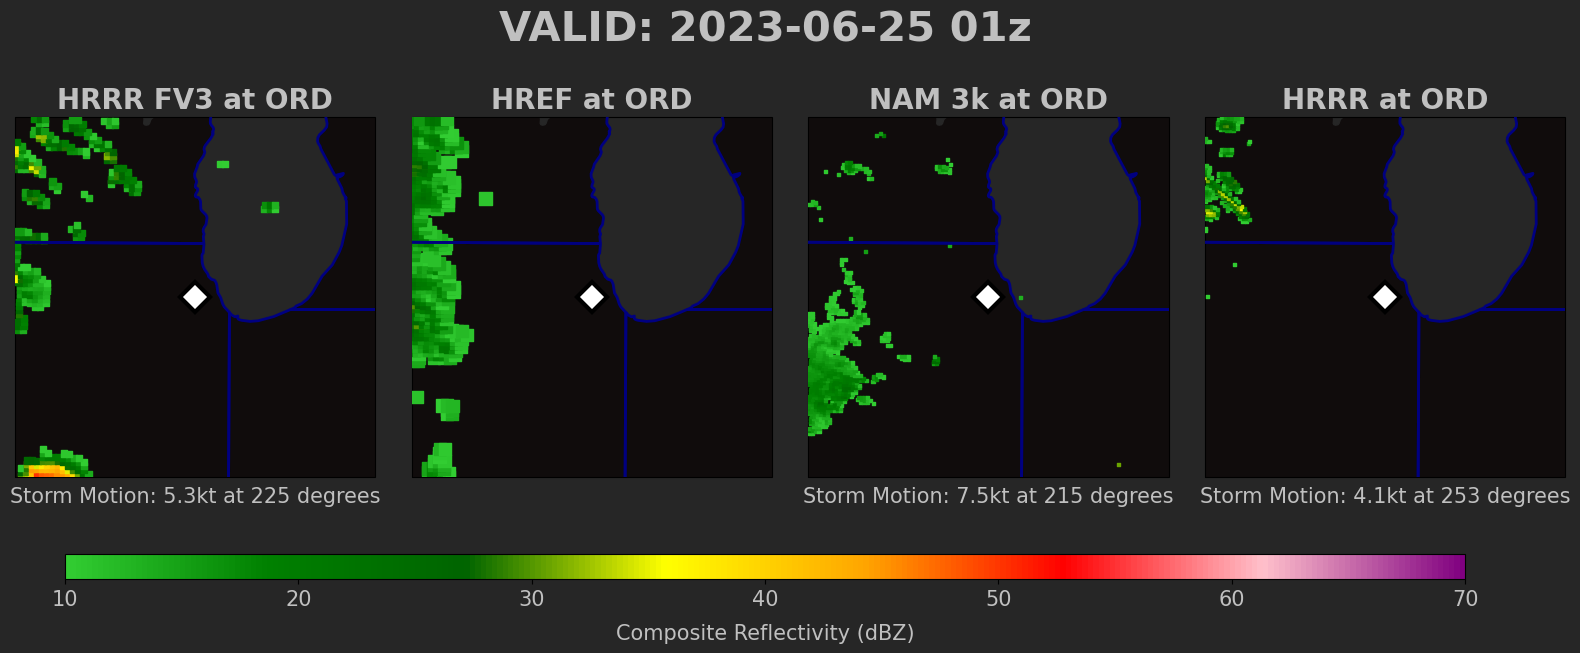 VALID: 2023-06-25 01z
HRRR FV3 at ORD
HREF at ORD
NAM 3k at ORD
HRRR at ORD
Storm Motion: 5.3kt at 225 degrees
Storm Motion: 7.5kt at 215 degrees
Storm Motion: 4.1kt at 253 degrees
10 20 30 40 50 60 70
Composite Reflectivity (dBZ)